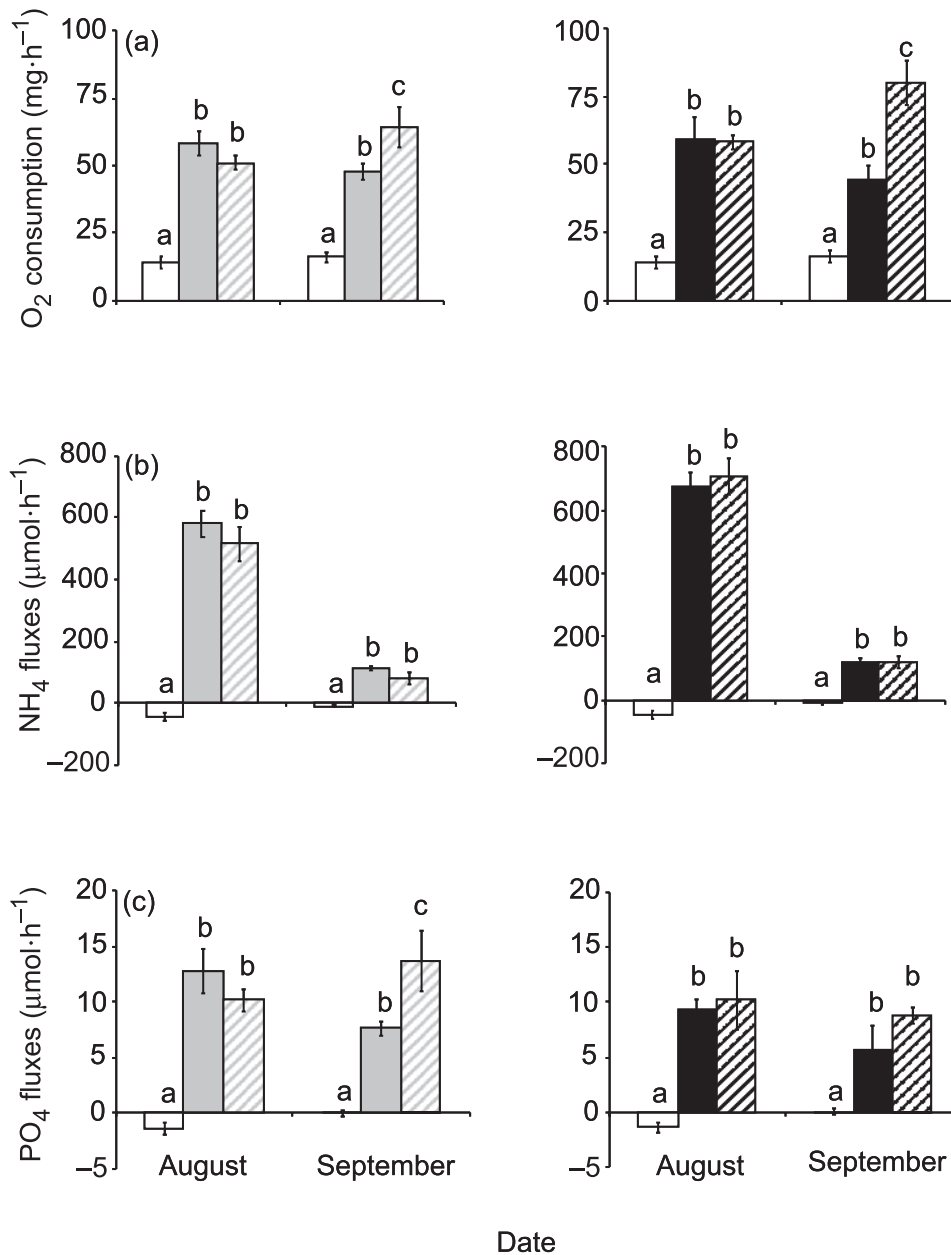 (a)
O₂ consumption (mg·h⁻¹)
100
75
50
25
0
a b b a b c
100
75
50
25
0
a b b a b c
(b)
NH₄ fluxes (μmol·h⁻¹)
800
600
400
200
0
–200
a b b a b b
800
600
400
200
0
–200
a b b a b b
(c)
PO₄ fluxes (μmol·h⁻¹)
20
15
10
5
0
–5
a b b a b c
August September
20
15
10
5
0
–5
a b b a b b
August September
Date